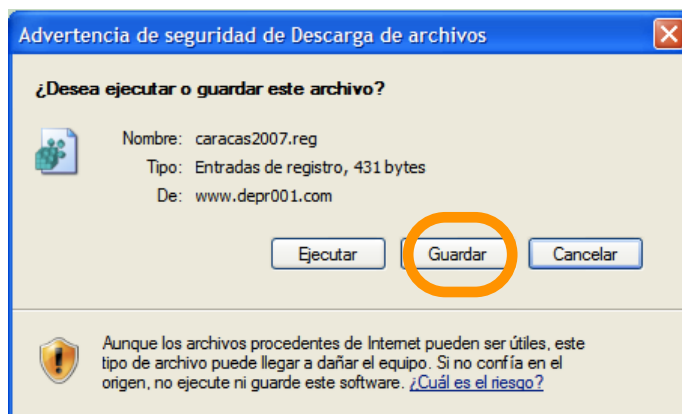 Advertencia de seguridad de Descarga de archivos
¿Desea ejecutar o guardar este archivo?
Nombre: caracas2007.reg
Tipo: Entradas de registro, 431 bytes
De: www.depr001.com
Ejecutar Guardar Cancelar
Aunque los archivos procedentes de Internet pueden ser útiles, este
tipo de archivo puede llegar a dañar el equipo. Si no confía en el
origen, no ejecute ni guarde este software. ¿Cuál es el riesgo?